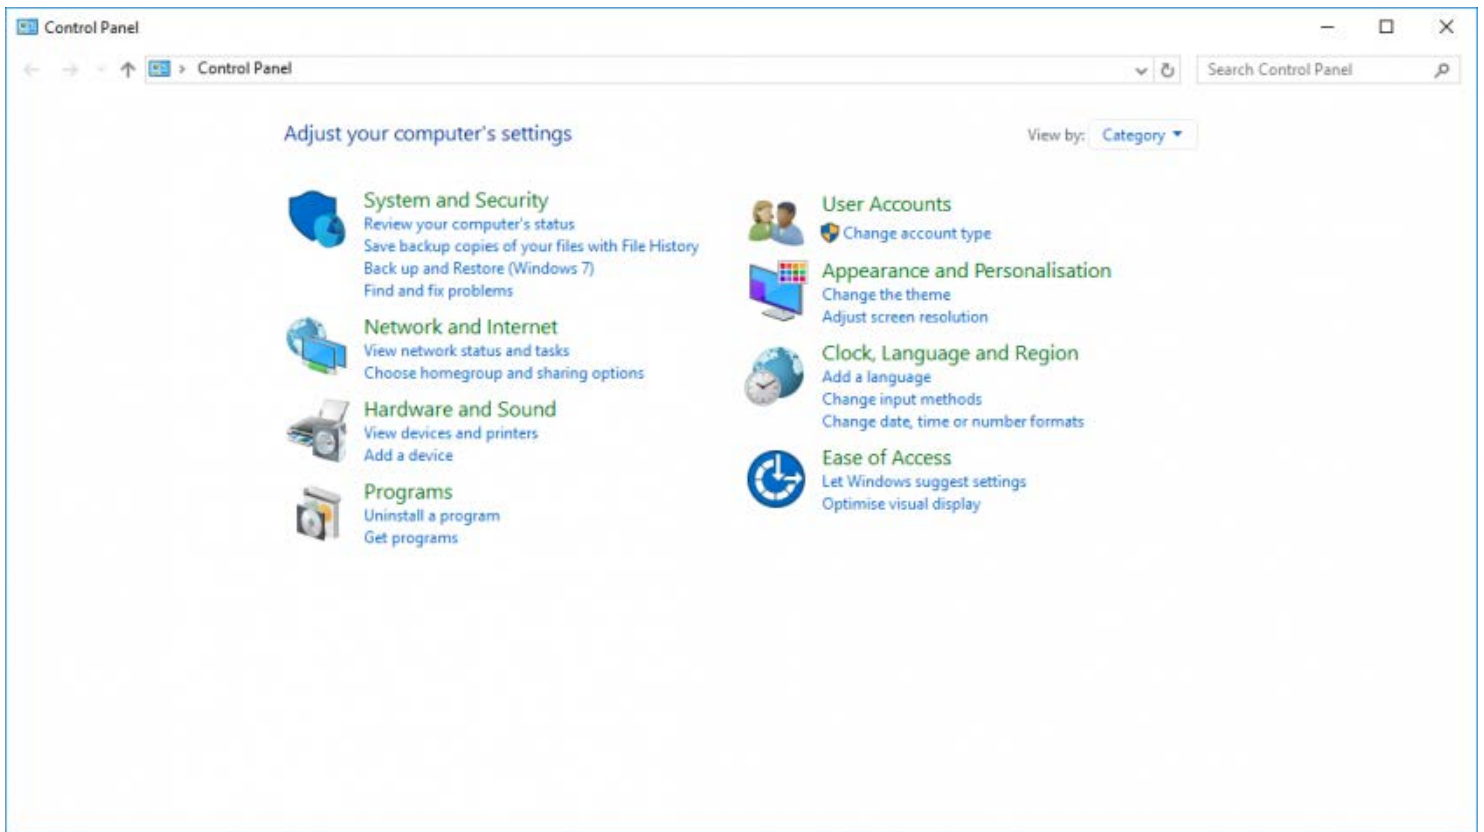 Control Panel
Control Panel
Search Control Panel
Adjust your computer's settings
View by: Category
System and Security
Review your computer's status
Save backup copies of your files with File History
Back up and Restore (Windows 7)
Find and fix problems
Network and Internet
View network status and tasks
Choose homegroup and sharing options
Hardware and Sound
View devices and printers
Add a device
Programs
Uninstall a program
Get programs
User Accounts
Change account type
Appearance and Personalisation
Change the theme
Adjust screen resolution
Clock, Language and Region
Add a language
Change input methods
Change date, time or number formats
Ease of Access
Let Windows suggest settings
Optimise visual display